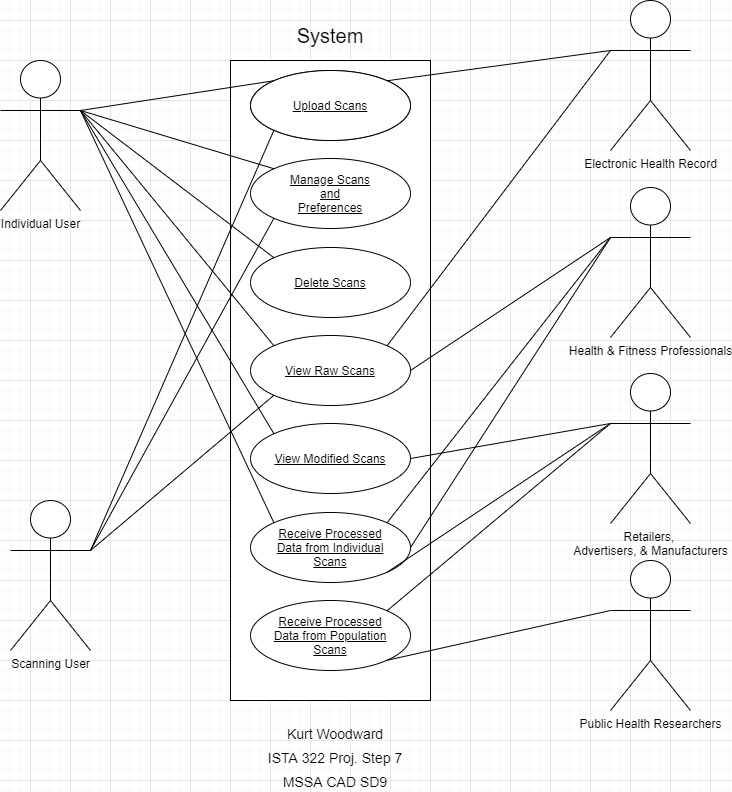 System
Individual User
Upload Scans
Manage Scans
and
Preferences
Delete Scans
View Raw Scans
View Modified Scans
Receive Processed
Data from Individual
Scans
Receive Processed
Data from Population
Scans
Scanning User
Electronic Health Record
Health & Fitness Professionals
Retailers,
Advertisers, & Manufacturers
Public Health Researchers
Kurt Woodward
ISTA 322 Proj. Step 7
MSSA CAD SD9